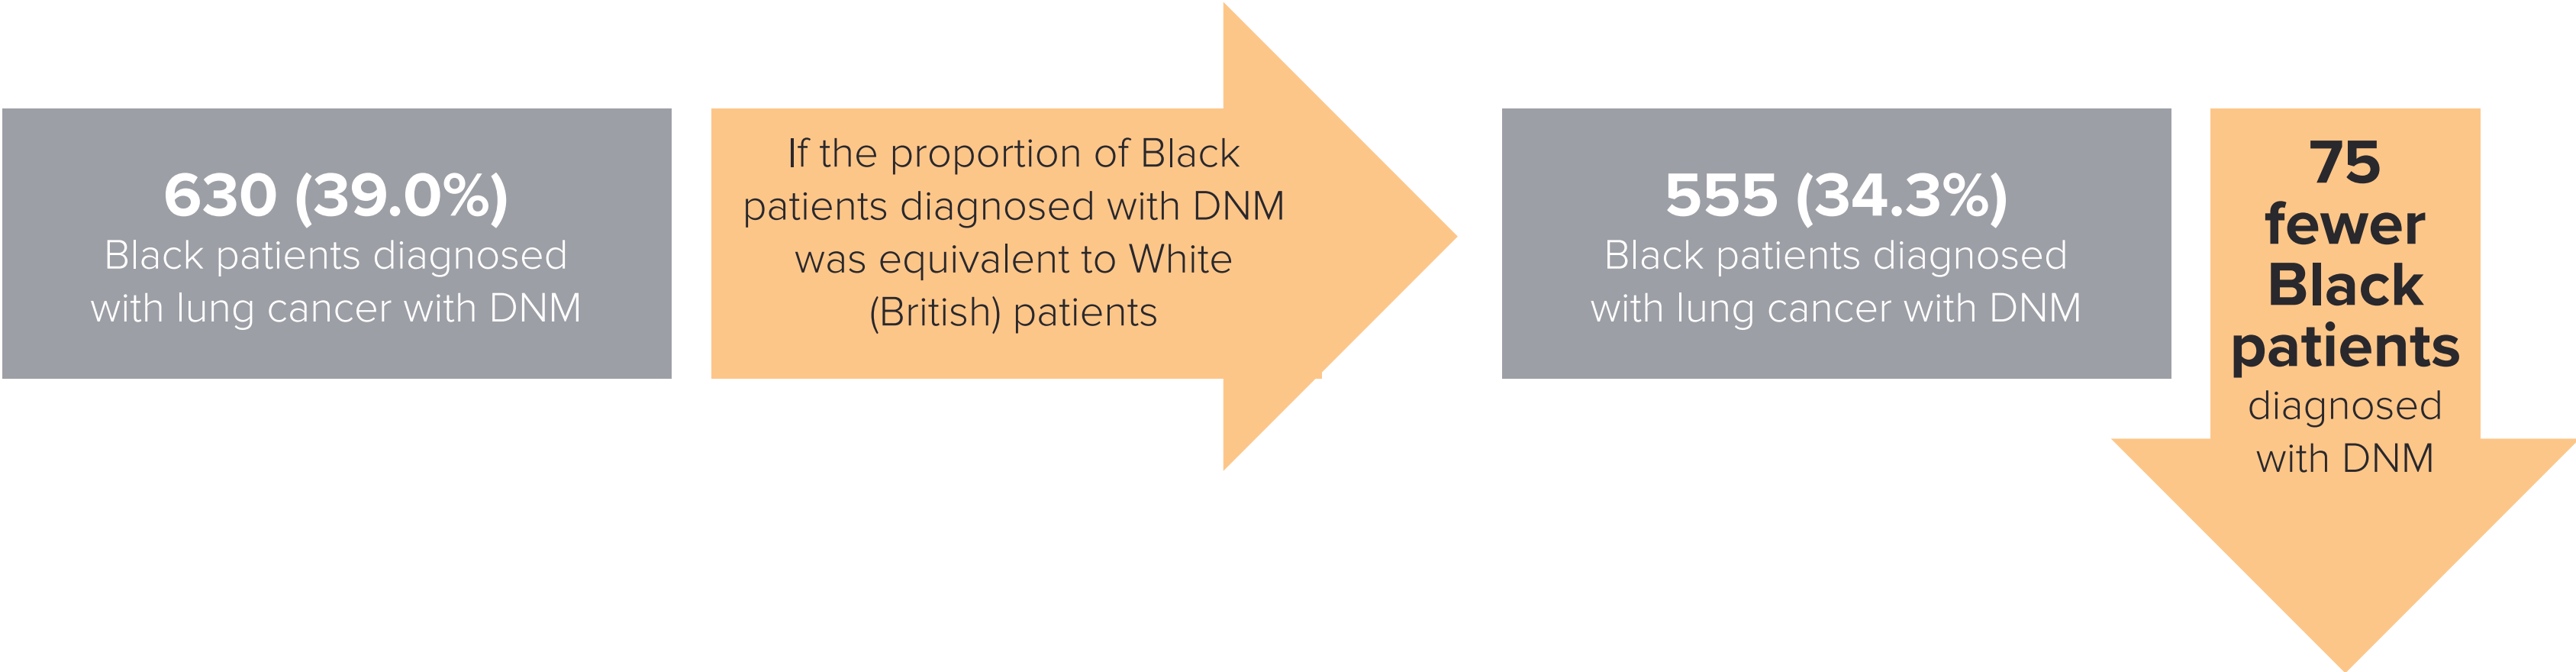 630 (39.0%)
Black patients diagnosed
with lung cancer with DNM
If the proportion of Black
patients diagnosed with DNM
was equivalent to White
(British) patients
555 (34.3%)
Black patients diagnosed
with lung cancer with DNM
75
fewer
Black
patients
diagnosed
with DNM